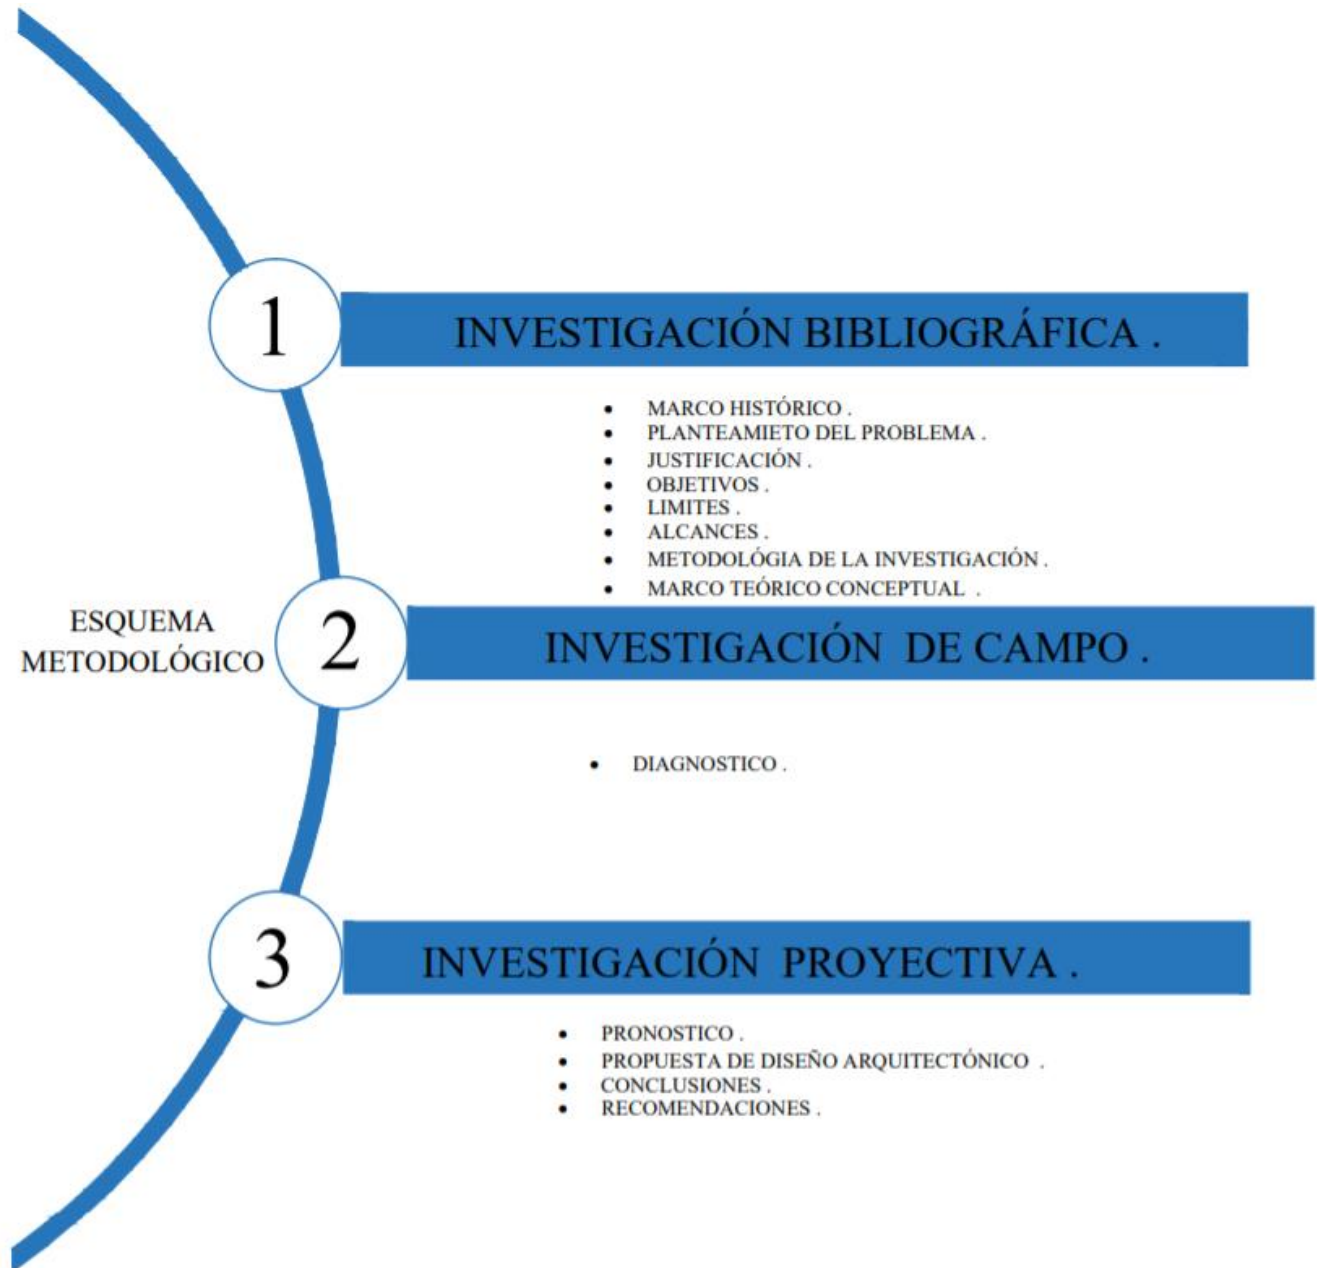 1
INVESTIGACIÓN BIBLIOGRÁFICA .
• MARCO HISTÓRICO .
• PLANTEAMIETO DEL PROBLEMA .
• JUSTIFICACIÓN .
• OBJETIVOS .
• LIMITES .
• ALCANCES .
• METODOLÓGIA DE LA INVESTIGACIÓN .
• MARCO TEÓRICO CONCEPTUAL .
ESQUEMA
METODOLÓGICO
2
INVESTIGACIÓN DE CAMPO .
• DIAGNOSTICO .
3
INVESTIGACIÓN PROYECTIVA .
• PRONOSTICO .
• PROPUESTA DE DISEÑO ARQUITECTÓNICO .
• CONCLUSIONES .
• RECOMENDACIONES .